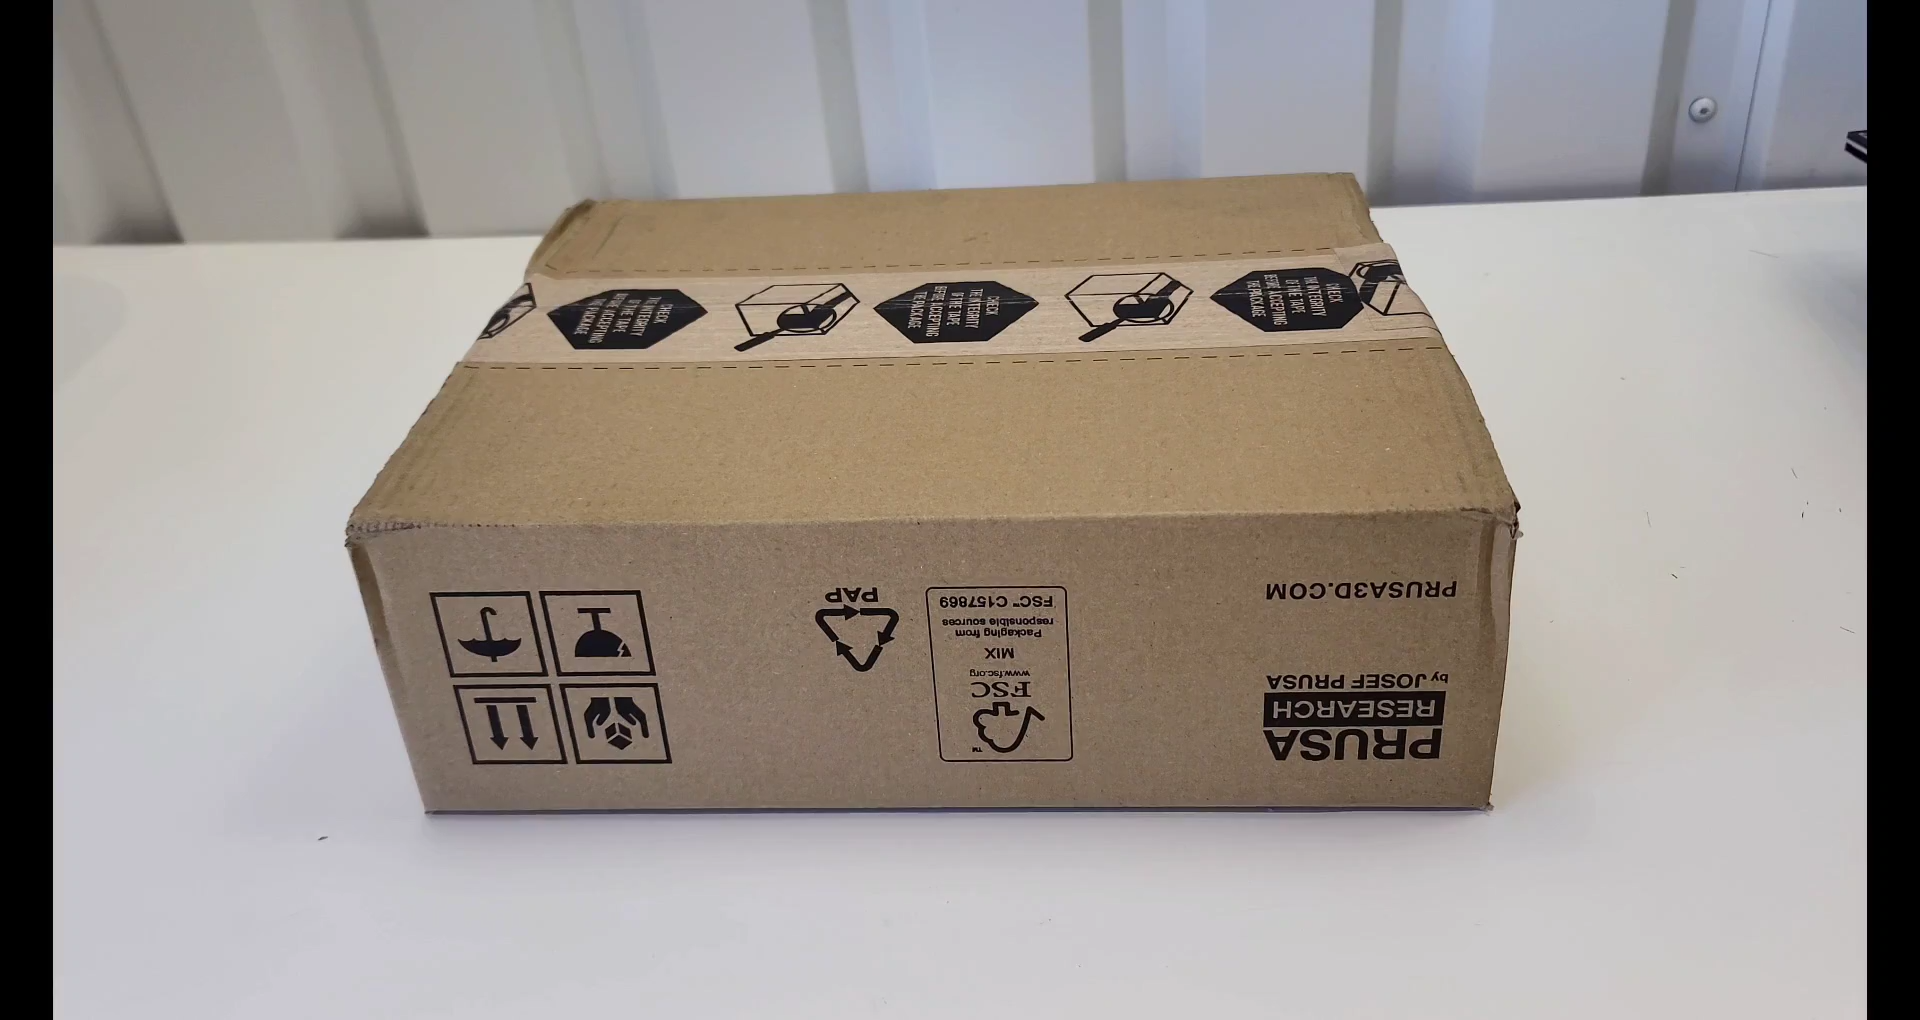 CHECK
THE INTEGRITY
OF THE TAPE
BEFORE ACCEPTING
THE PACKAGE
CHECK
THE INTEGRITY
OF THE TAPE
BEFORE ACCEPTING
THE PACKAGE
CHECK
THE INTEGRITY
OF THE TAPE
BEFORE ACCEPTING
THE PACKAGE
PRUSA
RESEARCH
by JOSEF PRUSA
PRUSA3D.COM
TM
FSC
www.fsc.org
MIX
Packaging from
responsible sources
FSC™ C157869
PAP